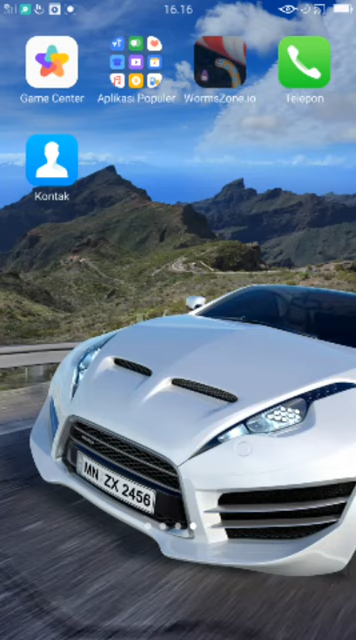 16.16
Game Center
Aplikasi Populer
WormsZone.io
Telepon
Kontak
MN ZX 2456